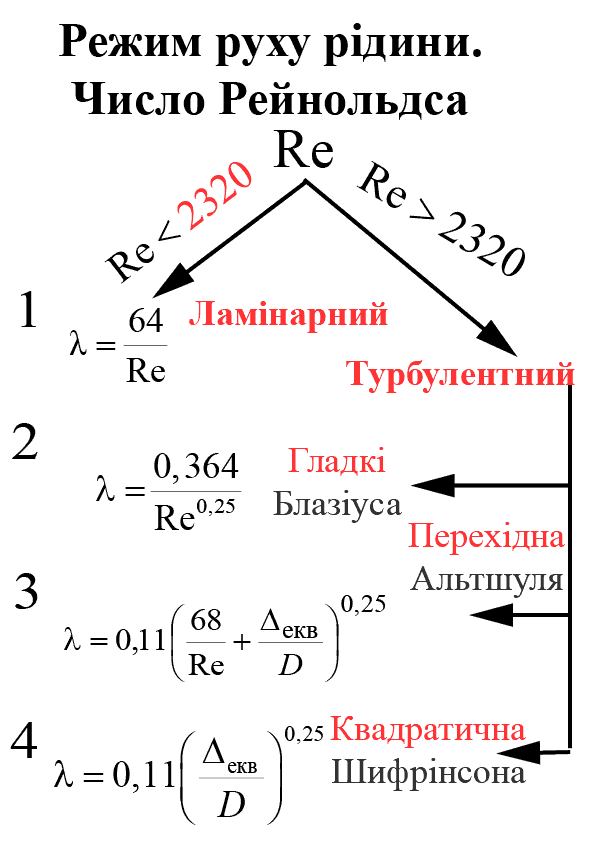 Режим руху рідини.
Число Рейнольдса
Re
Re < 2320
Re > 2320
1
λ = 64/Re
Ламінарний
Турбулентний
2
λ = 0,364/Re^0,25
Гладкі
Блазіуса
Перехідна
Альтшуля
3
λ = 0,11(68/Re + Δекв/D)^0,25
4
λ = 0,11(Δекв/D)^0,25
Квадратична
Шифрінсона